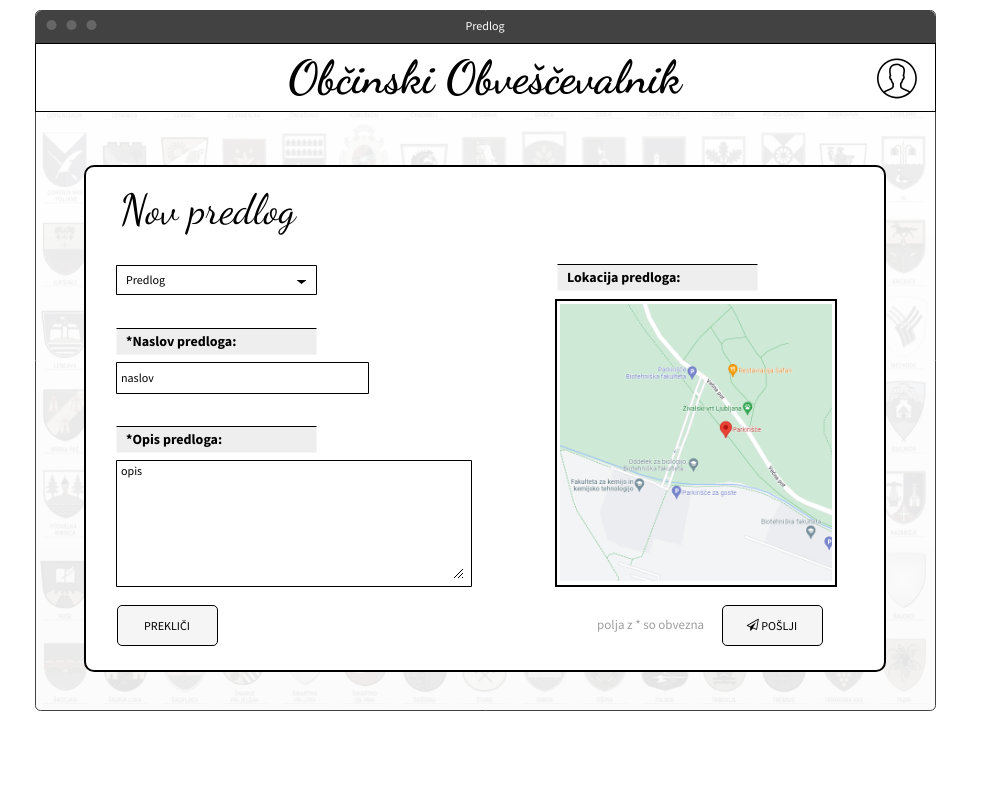 Predlog
Občinski Obveščevalnik
Nov predlog
Predlog
*Naslov predloga:
naslov
*Opis predloga:
opis
PREKLIČI
Lokacija predloga:
Parkirišče
Biotehniška fakulteta
Restavracija Safari
Večna pot
Živalski vrt Ljubljana
Parkirišče
Oddelek za biologijo
Biotehniška fakulteta
Večna pot
Fakulteta za kemijo in
kemijsko tehnologijo
Parkirišče za goste
Biotehniška fakulteta
polja z * so obvezna
POŠLJI